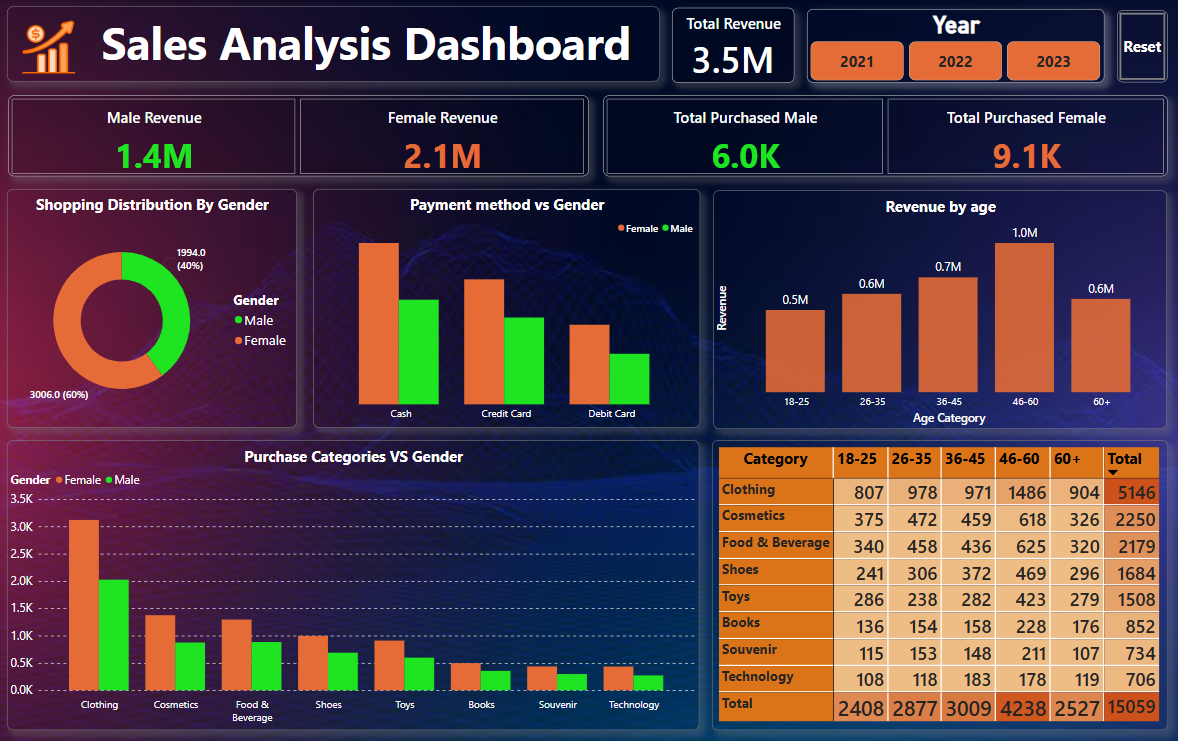 Sales Analysis Dashboard
Total Revenue
3.5M
Year
2021 2022 2023
Reset
Male Revenue
1.4M
Female Revenue
2.1M
Total Purchased Male
6.0K
Total Purchased Female
9.1K
Shopping Distribution By Gender
1994.0
(40%)
3006.0 (60%)
Gender
Male
Female
Payment method vs Gender
Female Male
Cash Credit Card Debit Card
Revenue by age
Revenue
0.5M 0.6M 0.7M 1.0M 0.6M
18-25 26-35 36-45 46-60 60+
Age Category
Purchase Categories VS Gender
Gender Female Male
3.5K
3.0K
2.5K
2.0K
1.5K
1.0K
0.5K
0.0K
Clothing Cosmetics Food & Shoes Toys Books Souvenir Technology
Beverage
Category 18-25 26-35 36-45 46-60 60+ Total
Clothing 807 978 971 1486 904 5146
Cosmetics 375 472 459 618 326 2250
Food & Beverage 340 458 436 625 320 2179
Shoes 241 306 372 469 296 1684
Toys 286 238 282 423 279 1508
Books 136 154 158 228 176 852
Souvenir 115 153 148 211 107 734
Technology 108 118 183 178 119 706
Total 2408 2877 3009 4238 2527 15059